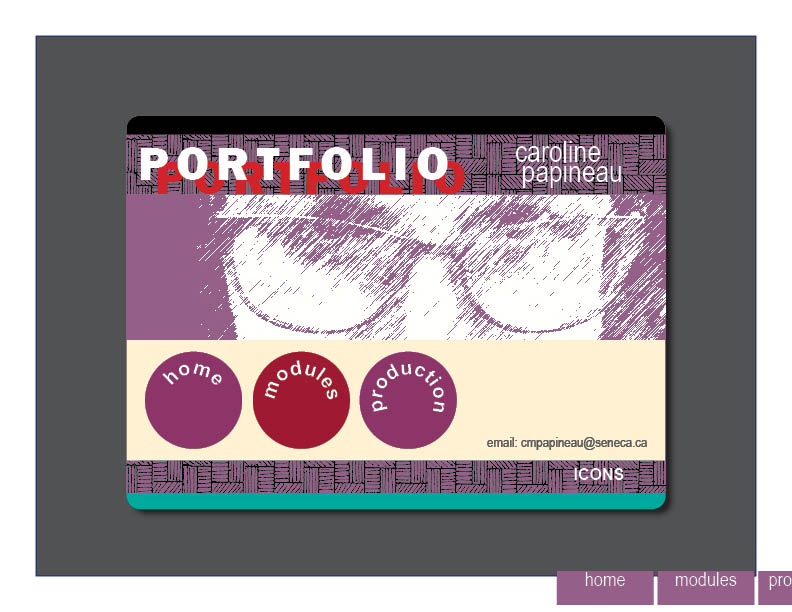 PORTFOLIO
caroline
papineau
home
modules
production
email: cmpapineau@seneca.ca
ICONS
home modules pro